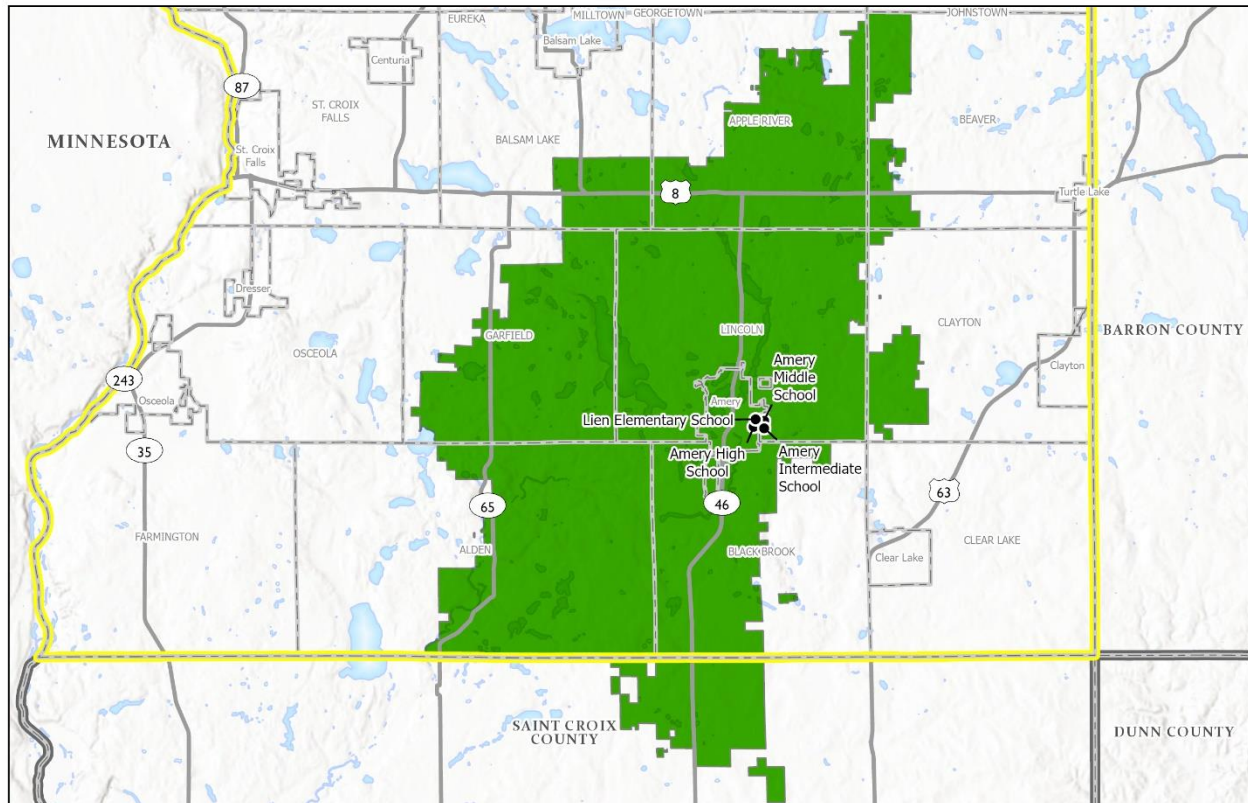 EUREKA
MILLTOWN
GEORGETOWN
JOHNSTOWN
Balsam Lake
Centuria
87
ST. CROIX
FALLS
MINNESOTA
BALSAM LAKE
APPLE RIVER
BEAVER
St. Croix
Falls
8
Turtle Lake
Dresser
GARFIELD
LINCOLN
CLAYTON
BARRON COUNTY
OSCEOLA
243
Osceola
Amery
Middle
School
Clayton
Amery
Lien Elementary School
35
Amery High
School
Amery
Intermediate
School
65
46
63
FARMINGTON
ALDEN
BLACK BROOK
Clear Lake
CLEAR LAKE
SAINT CROIX
COUNTY
DUNN COUNTY